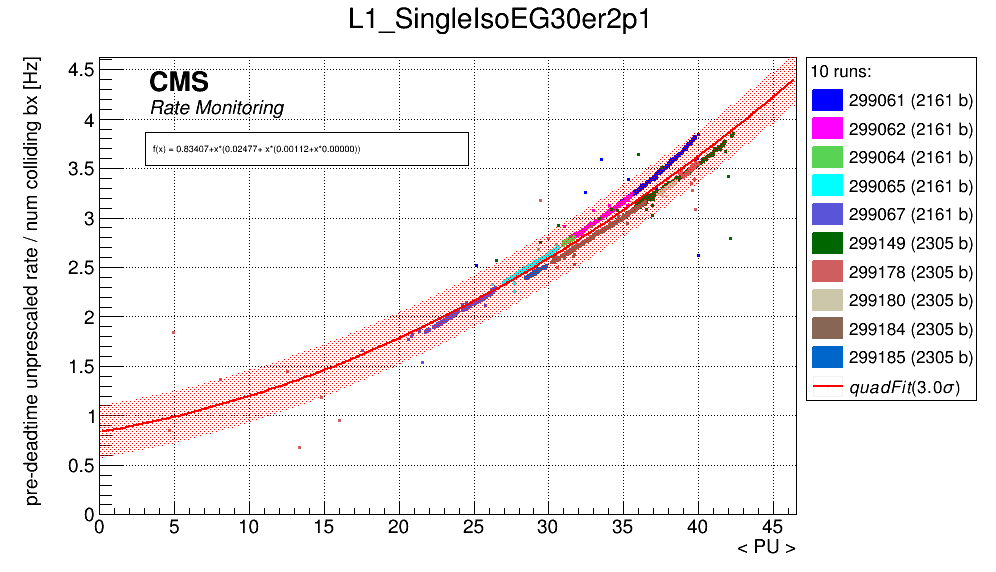 L1_SingleIsoEG30er2p1
pre-deadtime unprescaled rate / num colliding bx [Hz]
CMS
Rate Monitoring
f(x) = 0.83407+x*(0.02477+ x*(0.00112+x*0.00000))
4.5
4
3.5
3
2.5
2
1.5
1
0.5
0
0 5 10 15 20 25 30 35 40 45
< PU >
10 runs:
299061 (2161 b)
299062 (2161 b)
299064 (2161 b)
299065 (2161 b)
299067 (2161 b)
299149 (2305 b)
299178 (2305 b)
299180 (2305 b)
299184 (2305 b)
299185 (2305 b)
quadFit(3.0σ)